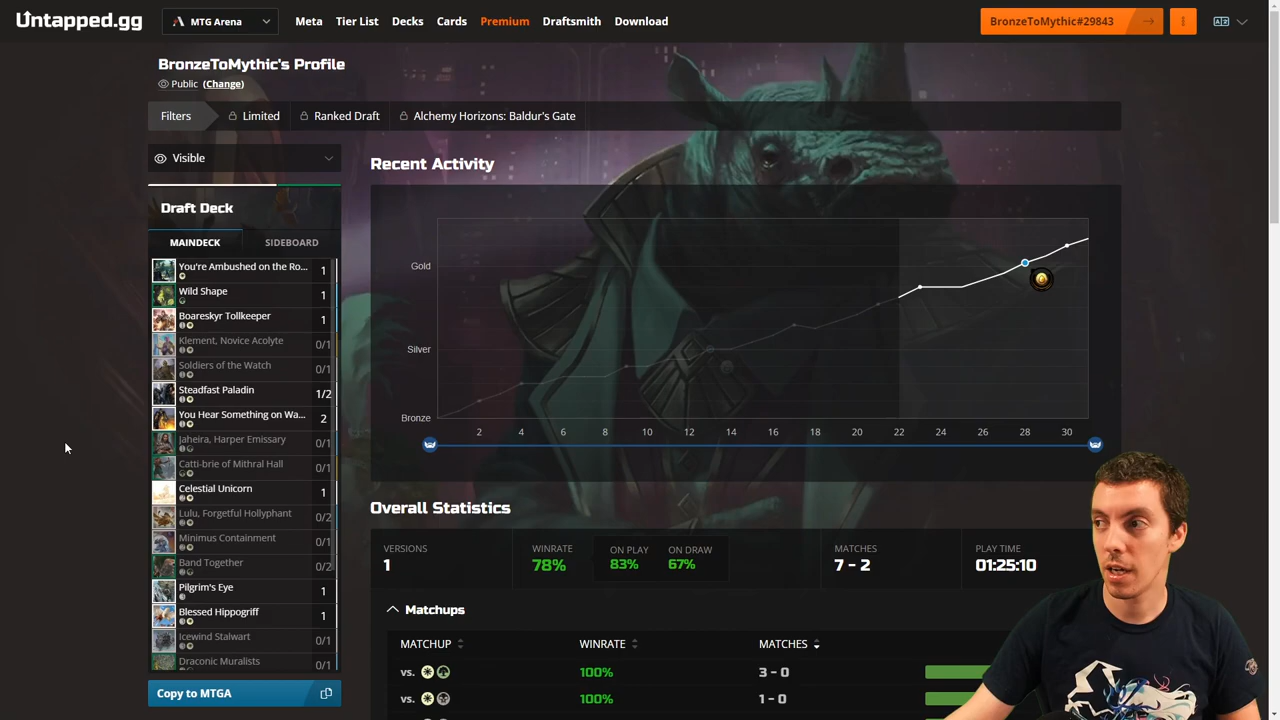 Untapped.gg
MTG Arena
Meta
Tier List
Decks
Cards
Premium
Draftsmith
Download
BronzeToMythic#29843
BronzeToMythic's Profile
Public (Change)
Filters
Limited
Ranked Draft
Alchemy Horizons: Baldur's Gate
Visible
Draft Deck
MAINDECK
SIDEBOARD
You're Ambushed on the Ro... 1
Wild Shape 1
Boareskyr Tollkeeper 1
Klement, Novice Acolyte 0/1
Soldiers of the Watch 0/1
Steadfast Paladin 1/2
You Hear Something on Wa... 2
Jaheira, Harper Emissary 0/1
Catti-brie of Mithral Hall 0/1
Celestial Unicorn 1
Lulu, Forgetful Hollyphant 0/2
Minimus Containment 0/1
Band Together 0/2
Pilgrim's Eye 1
Blessed Hippogriff 1
Icewind Stalwart 0/1
Draconic Muralists 0/1
Copy to MTGA
Recent Activity
Gold
Silver
Bronze
2 4 6 8 10 12 14 16 18 20 22 24 26 28 30
Overall Statistics
VERSIONS
1
WINRATE
78%
ON PLAY
83%
ON DRAW
67%
MATCHES
7 - 2
PLAY TIME
01:25:10
Matchups
MATCHUP WINRATE MATCHES
vs. 100% 3 - 0
vs. 100% 1 - 0